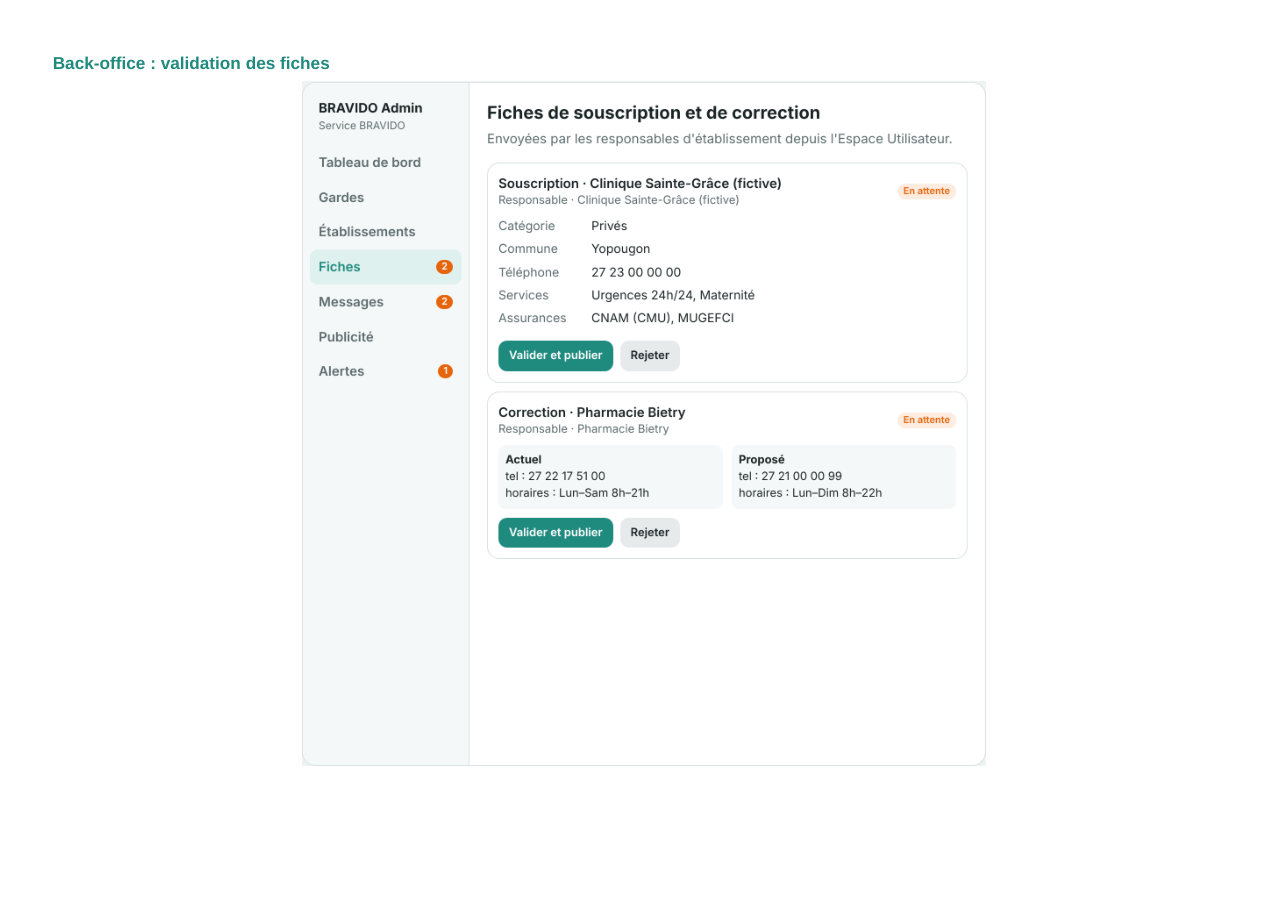 Back-office : validation des fiches
BRAVIDO Admin
Service BRAVIDO
Tableau de bord
Gardes
Établissements
Fiches 2
Messages 2
Publicité
Alertes 1
Fiches de souscription et de correction
Envoyées par les responsables d'établissement depuis l'Espace Utilisateur.
Souscription · Clinique Sainte-Grâce (fictive)
Responsable · Clinique Sainte-Grâce (fictive)
En attente
Catégorie Privés
Commune Yopougon
Téléphone 27 23 00 00 00
Services Urgences 24h/24, Maternité
Assurances CNAM (CMU), MUGEFCI
Valider et publier Rejeter
Correction · Pharmacie Bietry
Responsable · Pharmacie Bietry
En attente
Actuel
tel : 27 22 17 51 00
horaires : Lun–Sam 8h–21h
Proposé
tel : 27 21 00 00 99
horaires : Lun–Dim 8h–22h
Valider et publier Rejeter